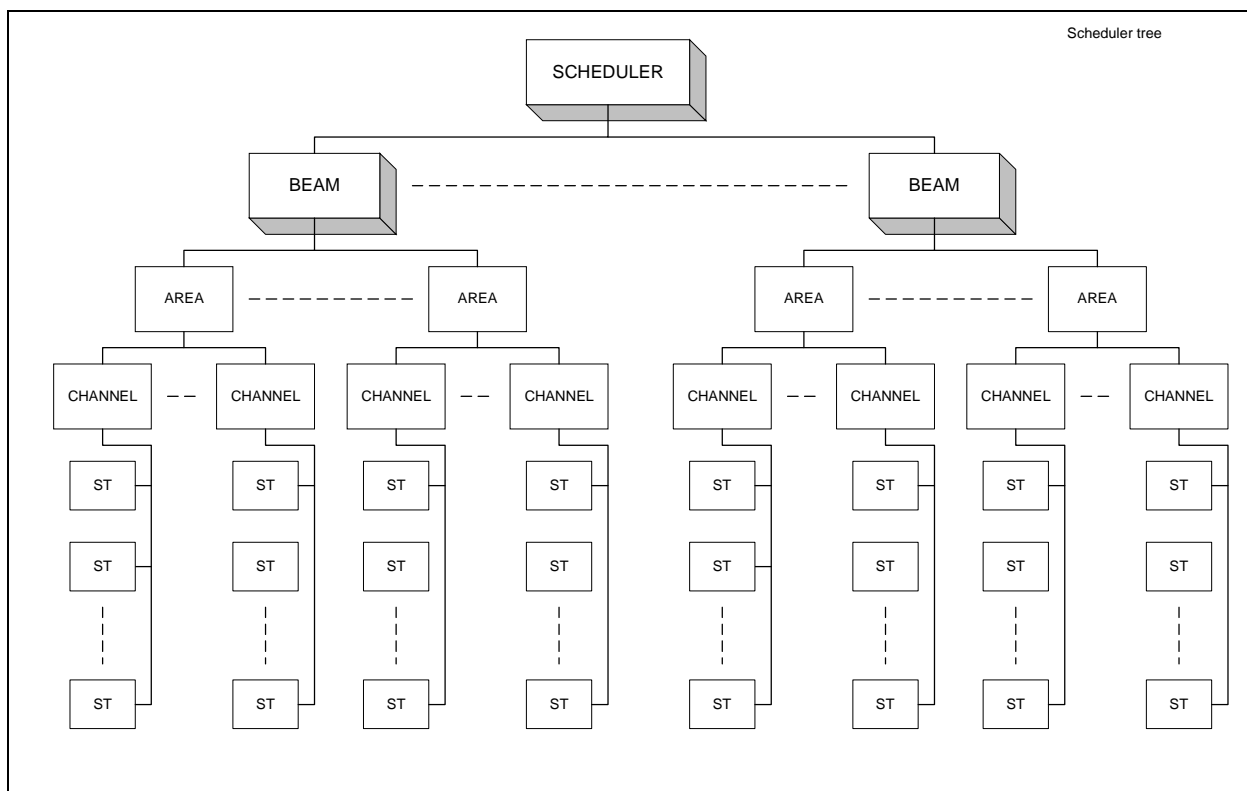 Scheduler tree
SCHEDULER
BEAM BEAM
AREA AREA AREA AREA
CHANNEL CHANNEL CHANNEL CHANNEL CHANNEL CHANNEL CHANNEL CHANNEL
ST ST ST ST ST ST ST ST
ST ST ST ST ST ST ST ST
ST ST ST ST ST ST ST ST